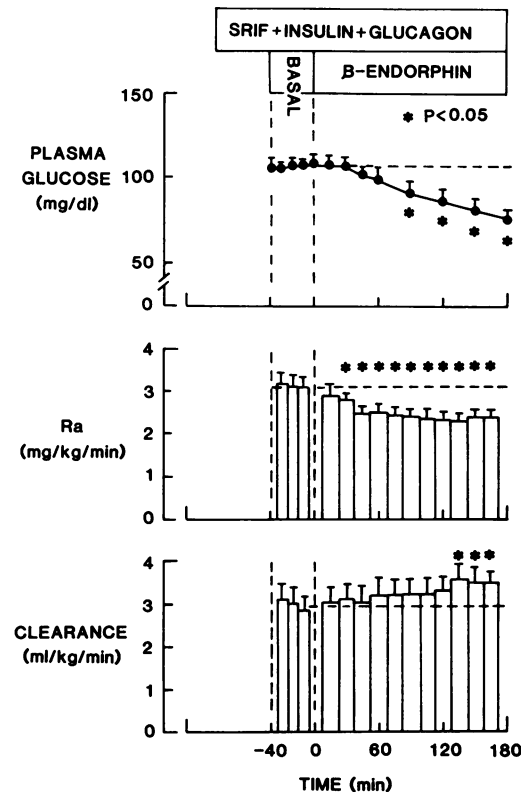 SRIF+INSULIN+GLUCAGON
BASAL
β-ENDORPHIN
* P<0.05
PLASMA
GLUCOSE
(mg/dl)
150
100
50
0
* * * *
Ra
(mg/kg/min)
4
3
2
1
0
* * * * * * * * * *
CLEARANCE
(ml/kg/min)
4
3
2
1
0
* * *
-40 0 60 120 180
TIME (min)